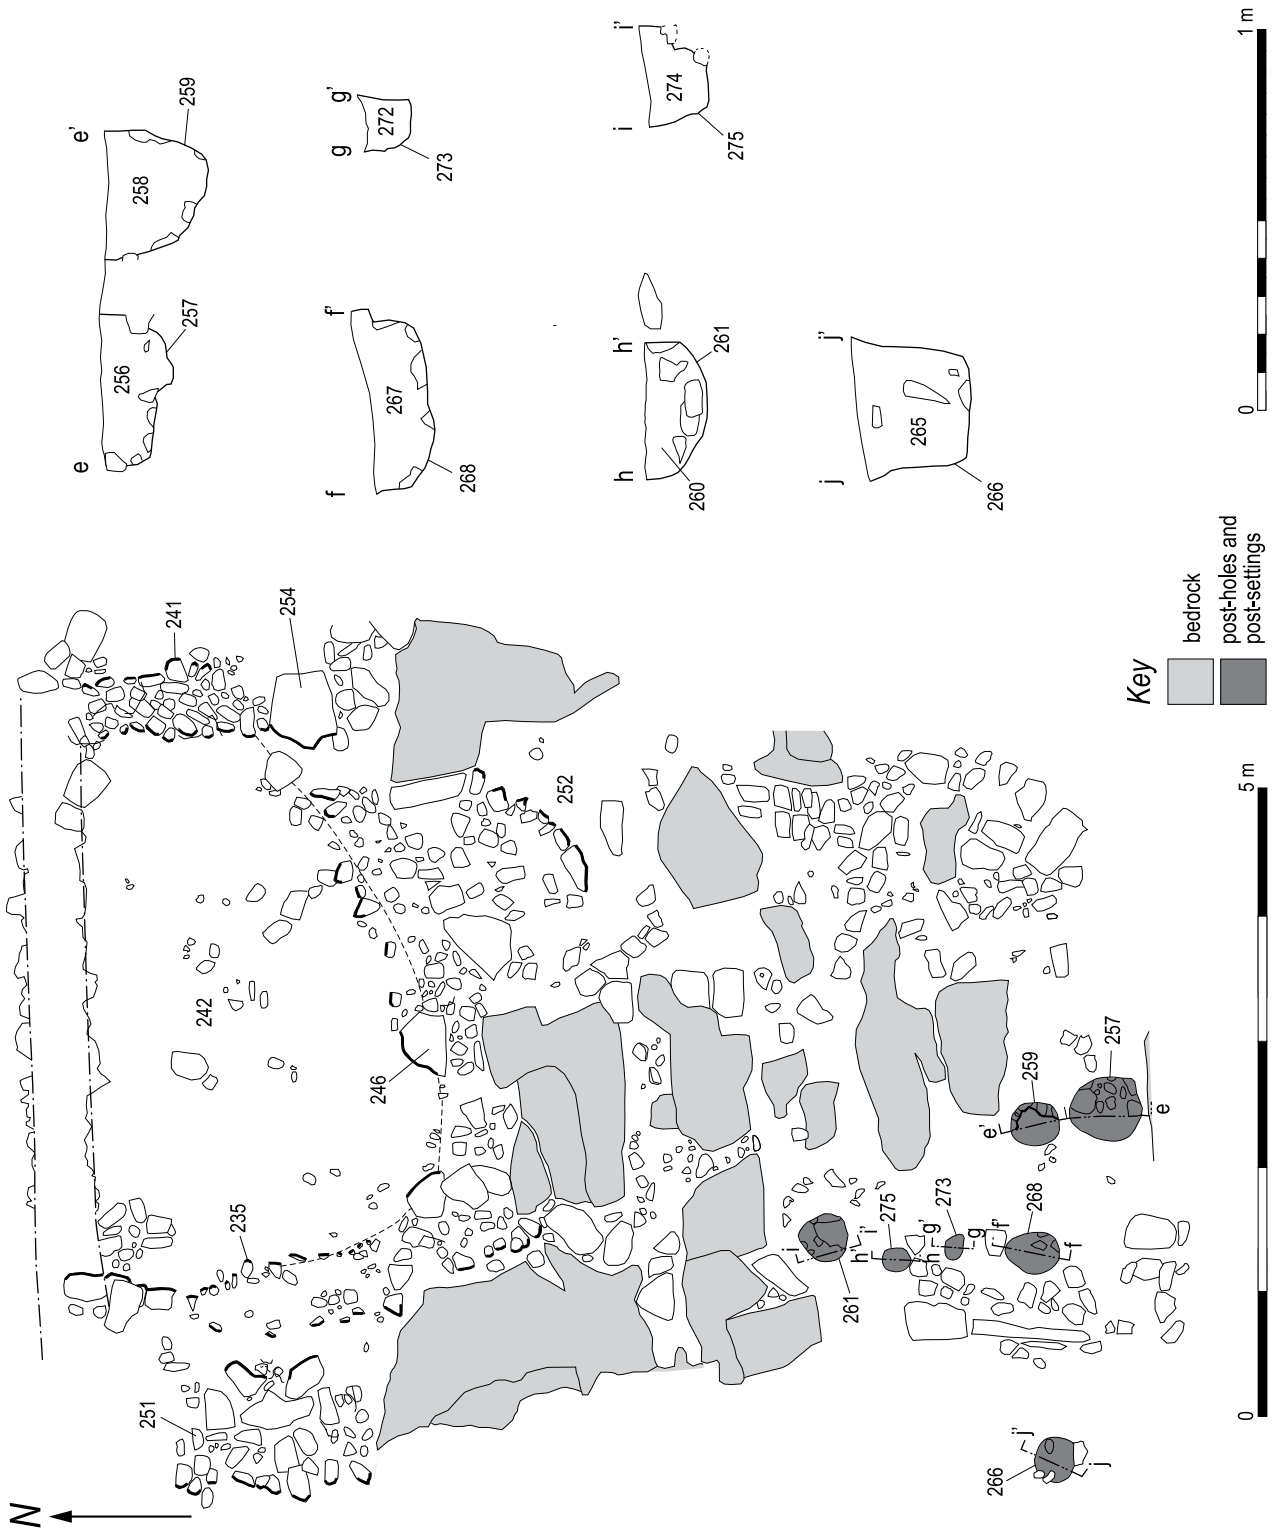 N
251
235
242
246
241
254
252
261
275
273
268
259
257
266
i
i'
h'
h
g'
g
f'
f
e'
e
j'
j
e
e'
256
258
257
259
f
f'
267
268
g
g'
272
273
h
h'
260
261
i
i'
274
275
j
j'
265
266
Key
bedrock
post-holes and
post-settings
0
5 m
0
1 m